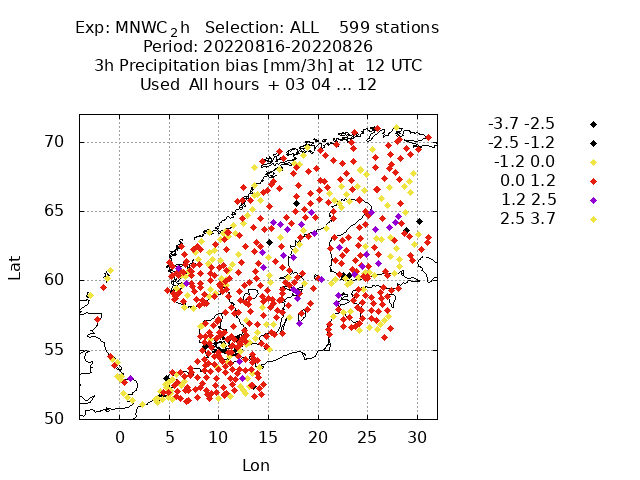 Exp: MNWC_2h   Selection: ALL    599 stations
Period: 20220816-20220826
3h Precipitation bias [mm/3h] at  12 UTC
Used  All hours  + 03 04 ... 12
-3.7 -2.5
-2.5 -1.2
-1.2 0.0
0.0 1.2
1.2 2.5
2.5 3.7
70
65
60
55
50
Lat
0 5 10 15 20 25 30
Lon